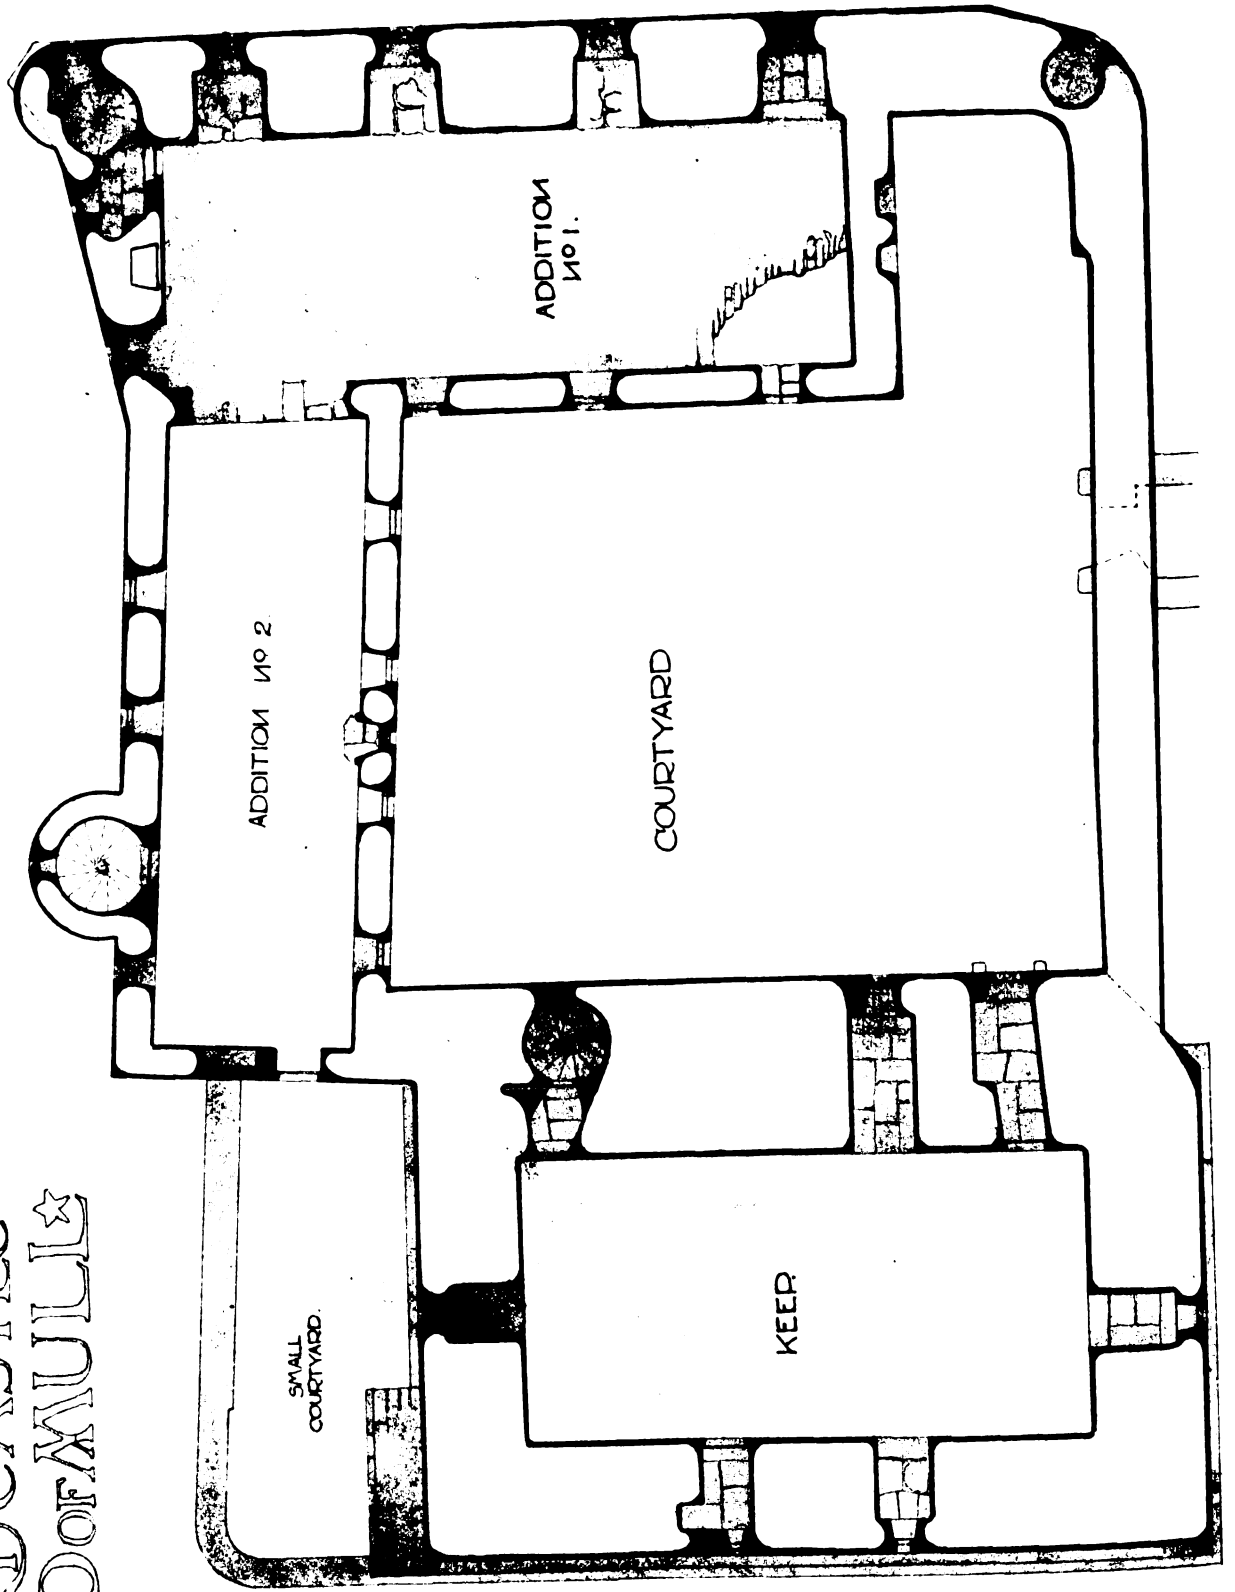 OF MULL
ADDITION
Nº 1.
ADDITION Nº 2
COURTYARD
SMALL
COURTYARD.
KEEP.